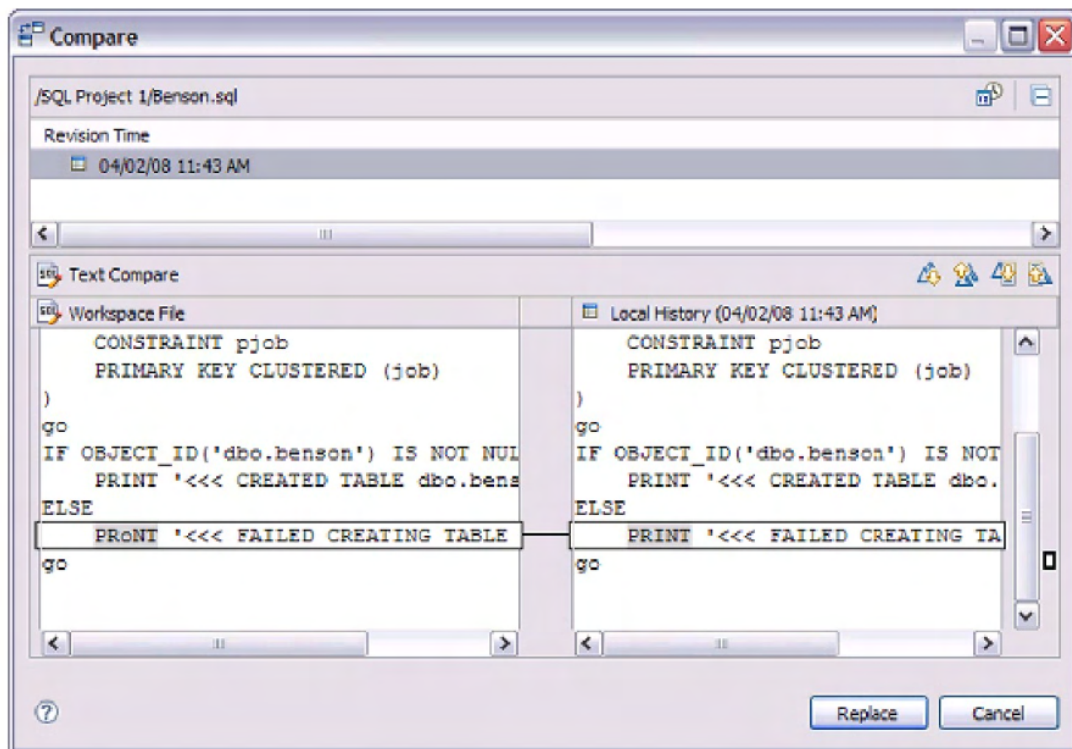 Compare
/SQL Project 1/Benson.sql
Revision Time
04/02/08 11:43 AM
Text Compare
Workspace File
Local History (04/02/08 11:43 AM)
CONSTRAINT pjob
PRIMARY KEY CLUSTERED (job)
)
go
IF OBJECT_ID('dbo.benson') IS NOT NUL
PRINT '<<< CREATED TABLE dbo.bens
ELSE
PRoNT '<<< FAILED CREATING TABLE
go
CONSTRAINT pjob
PRIMARY KEY CLUSTERED (job)
)
go
IF OBJECT_ID('dbo.benson') IS NOT
PRINT '<<< CREATED TABLE dbo.
ELSE
PRINT '<<< FAILED CREATING TA
go
Replace
Cancel